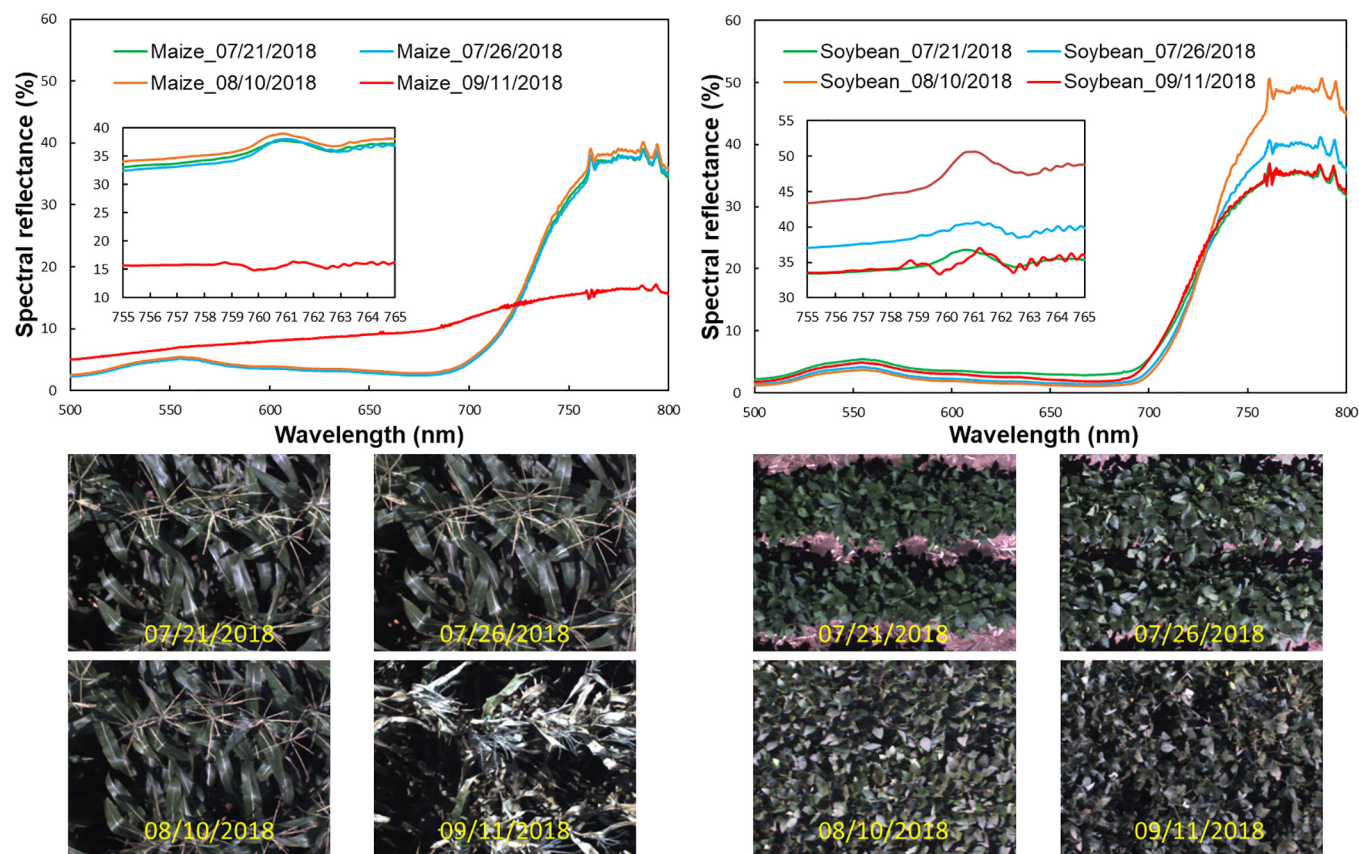 Spectral reflectance (%)
60
50
40
30
20
10
0
Maize_07/21/2018 Maize_07/26/2018
Maize_08/10/2018 Maize_09/11/2018
40
35
30
25
20
15
10
755 756 757 758 759 760 761 762 763 764 765
500 550 600 650 700 750 800
Wavelength (nm)
Spectral reflectance (%)
60
50
40
30
20
10
0
Soybean_07/21/2018 Soybean_07/26/2018
Soybean_08/10/2018 Soybean_09/11/2018
55
50
45
40
35
30
755 756 757 758 759 760 761 762 763 764 765
500 550 600 650 700 750 800
Wavelength (nm)
07/21/2018 07/26/2018 07/21/2018 07/26/2018
08/10/2018 09/11/2018 08/10/2018 09/11/2018